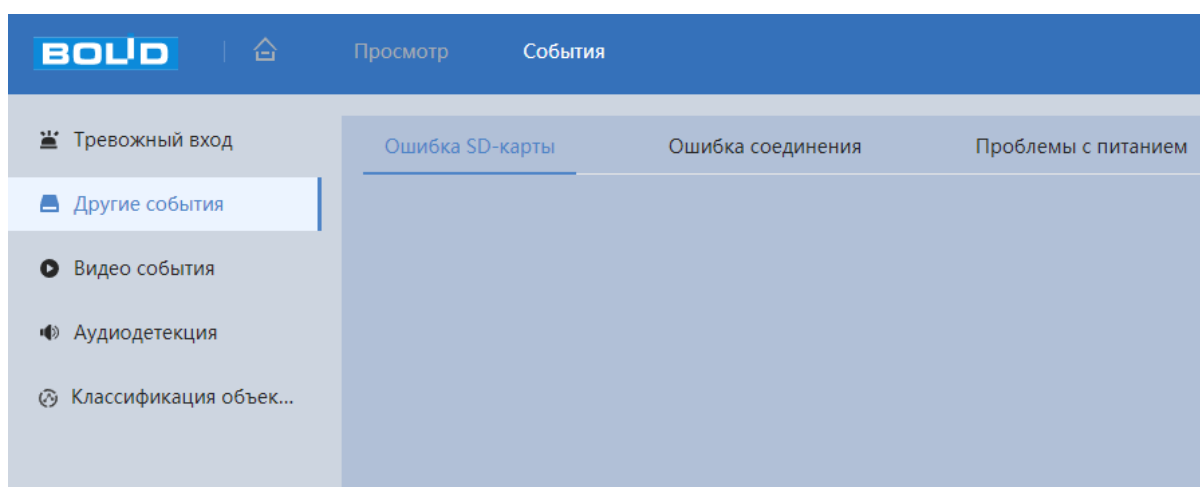 BOLID
Просмотр
События
Тревожный вход
Ошибка SD-карты
Ошибка соединения
Проблемы с питанием
Другие события
Видео события
Аудиодетекция
Классификация объек...